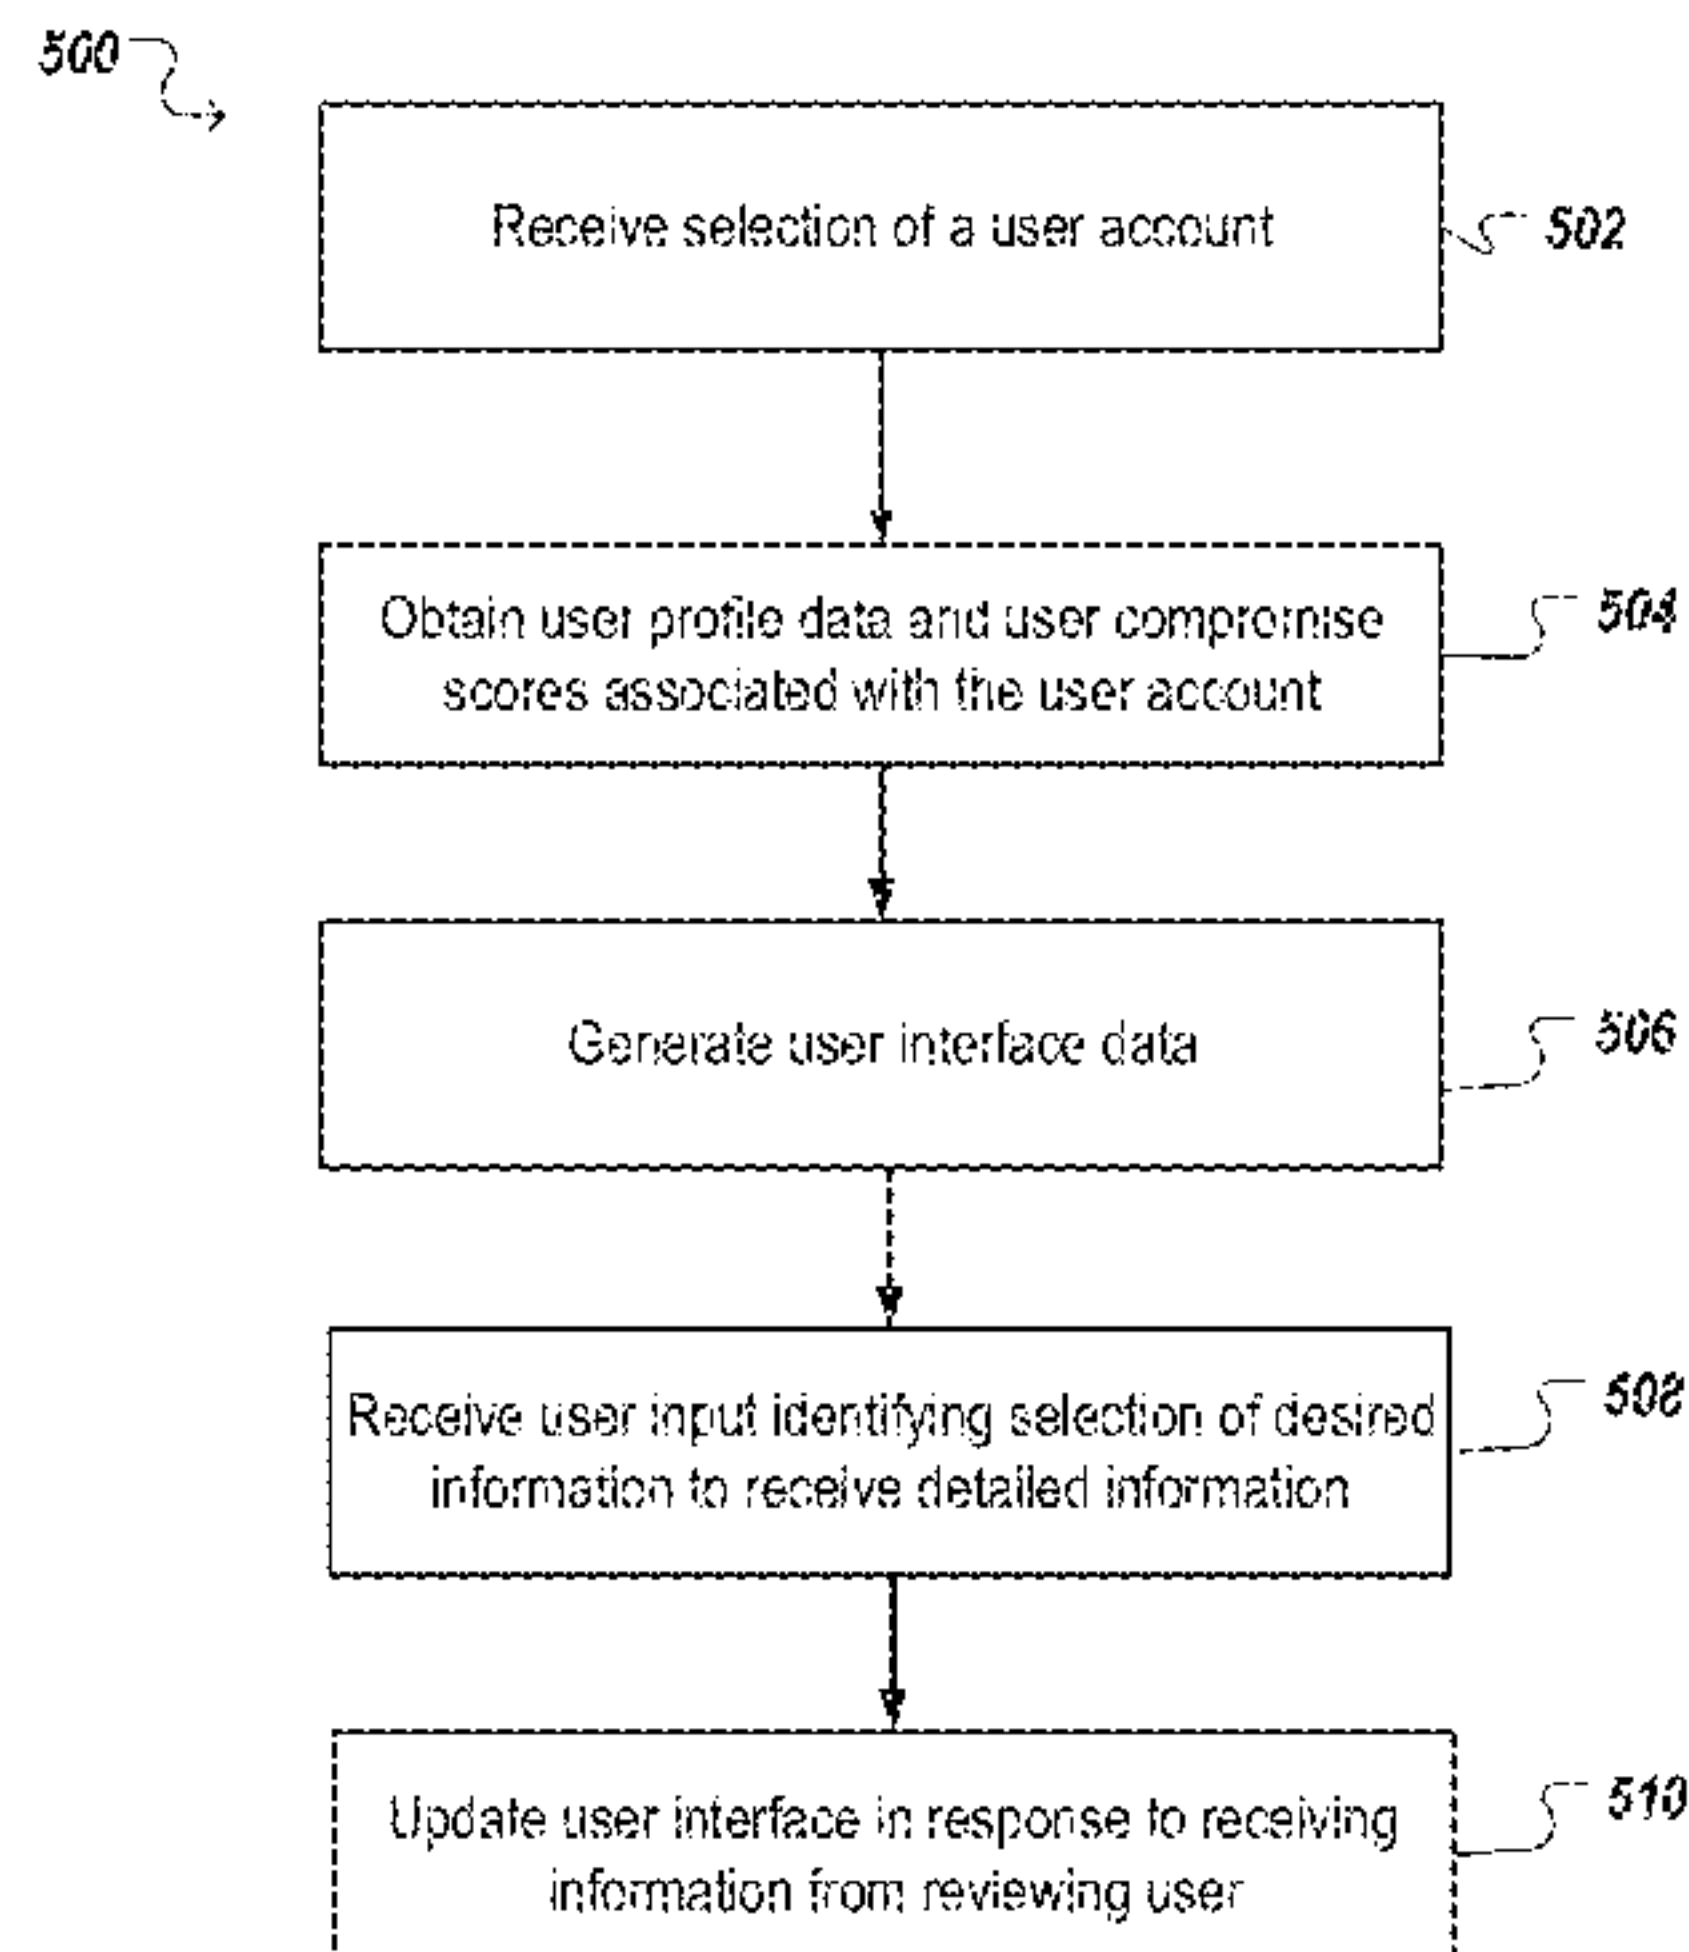 500
Receive selection of a user account
502
Obtain user profile data and user compromise
scores associated with the user account
504
Generate user interface data
506
Receive user input identifying selection of desired
information to receive detailed information
508
Update user interface in response to receiving
information from reviewing user
510